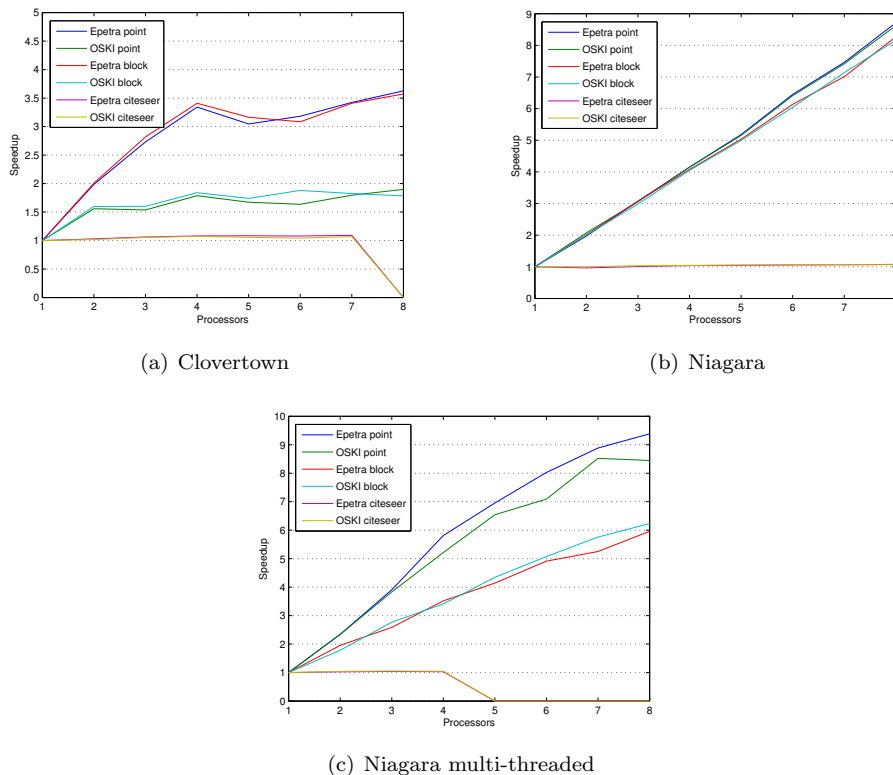 5
4.5
4
3.5
3
2.5
2
1.5
1
0.5
0
Speedup
Epetra point
OSKI point
Epetra block
OSKI block
Epetra citeseer
OSKI citeseer
1 2 3 4 5 6 7 8
Processors
(a) Clovertown
9
8
7
6
5
4
3
2
1
0
Speedup
Epetra point
OSKI point
Epetra block
OSKI block
Epetra citeseer
OSKI citeseer
1 2 3 4 5 6 7
Processors
(b) Niagara
10
9
8
7
6
5
4
3
2
1
0
Speedup
Epetra point
OSKI point
Epetra block
OSKI block
Epetra citeseer
OSKI citeseer
1 2 3 4 5 6 7 8
Processors
(c) Niagara multi-threaded